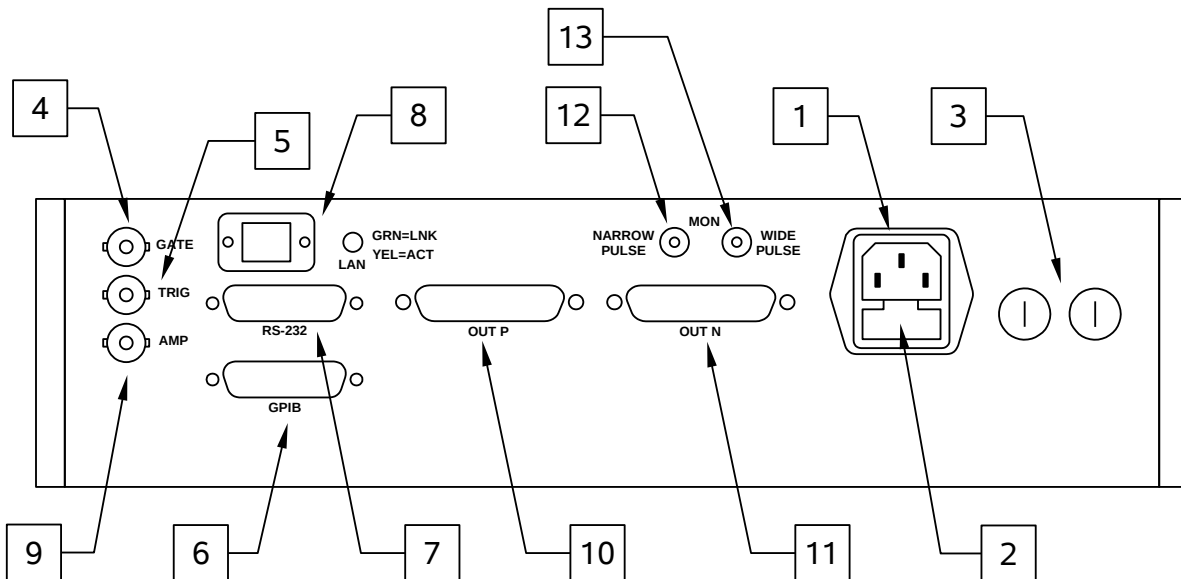 13
4
8
12
1
3
5
GATE
GRN=LNK
YEL=ACT
LAN
NARROW
PULSE
MON
WIDE
PULSE
TRIG
RS-232
OUT P
OUT N
AMP
GPIB
9
6
7
10
11
2